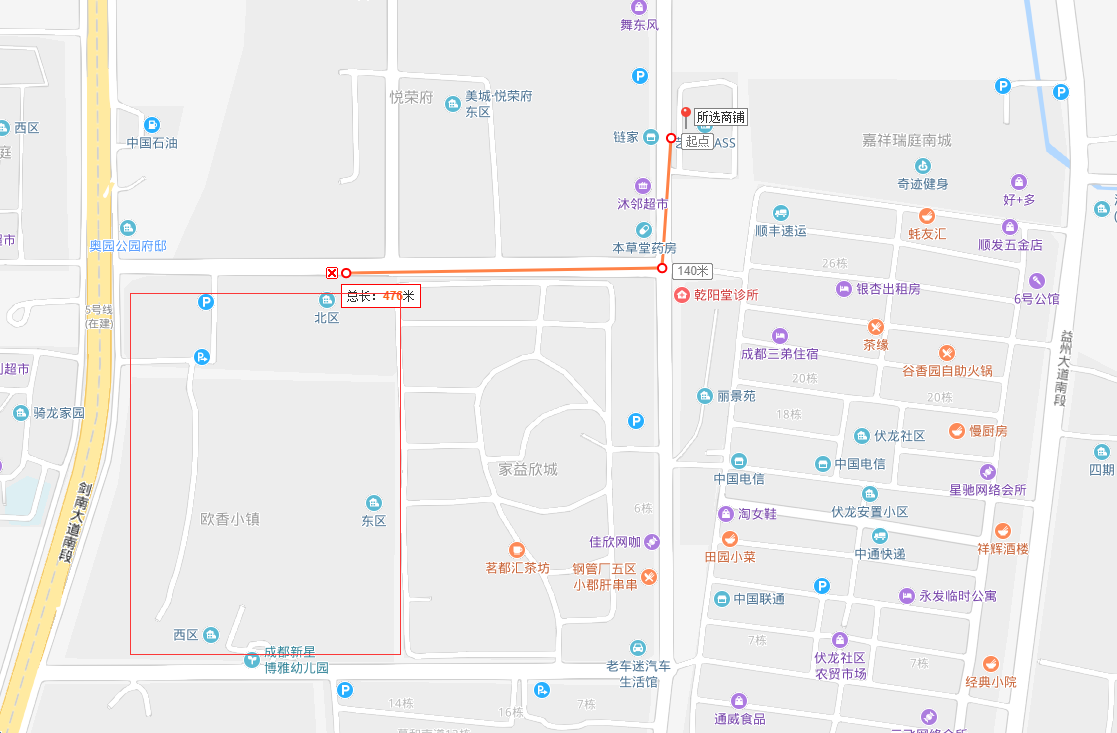 舞东风
悦荣府
美城·悦荣府
东区
所选商铺
链家
起点
ASS
西区
庭
中国石油
嘉祥瑞庭南城
奇迹健身
好+多
沐邻超市
顺丰速运
蚝友汇
顺发五金店
超市
奥园公园府邸
本草堂药房
26栋
140米
乾阳堂诊所
银杏出租房
6号公馆
总长：476米
5号线
(在建)
北区
茶缘
成都三弟住宿
谷香园自助火锅
益州大道南段
超市
20栋
20栋
丽景苑
18栋
骑龙家园
伏龙社区
慢厨房
家益欣城
中国电信
中国电信
四期
星驰网络会所
剑南大道南段
欧香小镇
东区
6栋
淘女鞋
伏龙安置小区
佳欣网咖
田园小菜
中通快递
祥辉酒楼
茗都汇茶坊
钢管厂五区
小郡肝串串
中国联通
永发临时公寓
西区
成都新星
博雅幼儿园
7栋
老车迷汽车
生活馆
伏龙社区
农贸市场
7栋
经典小院
14栋
16栋
7栋
通威食品